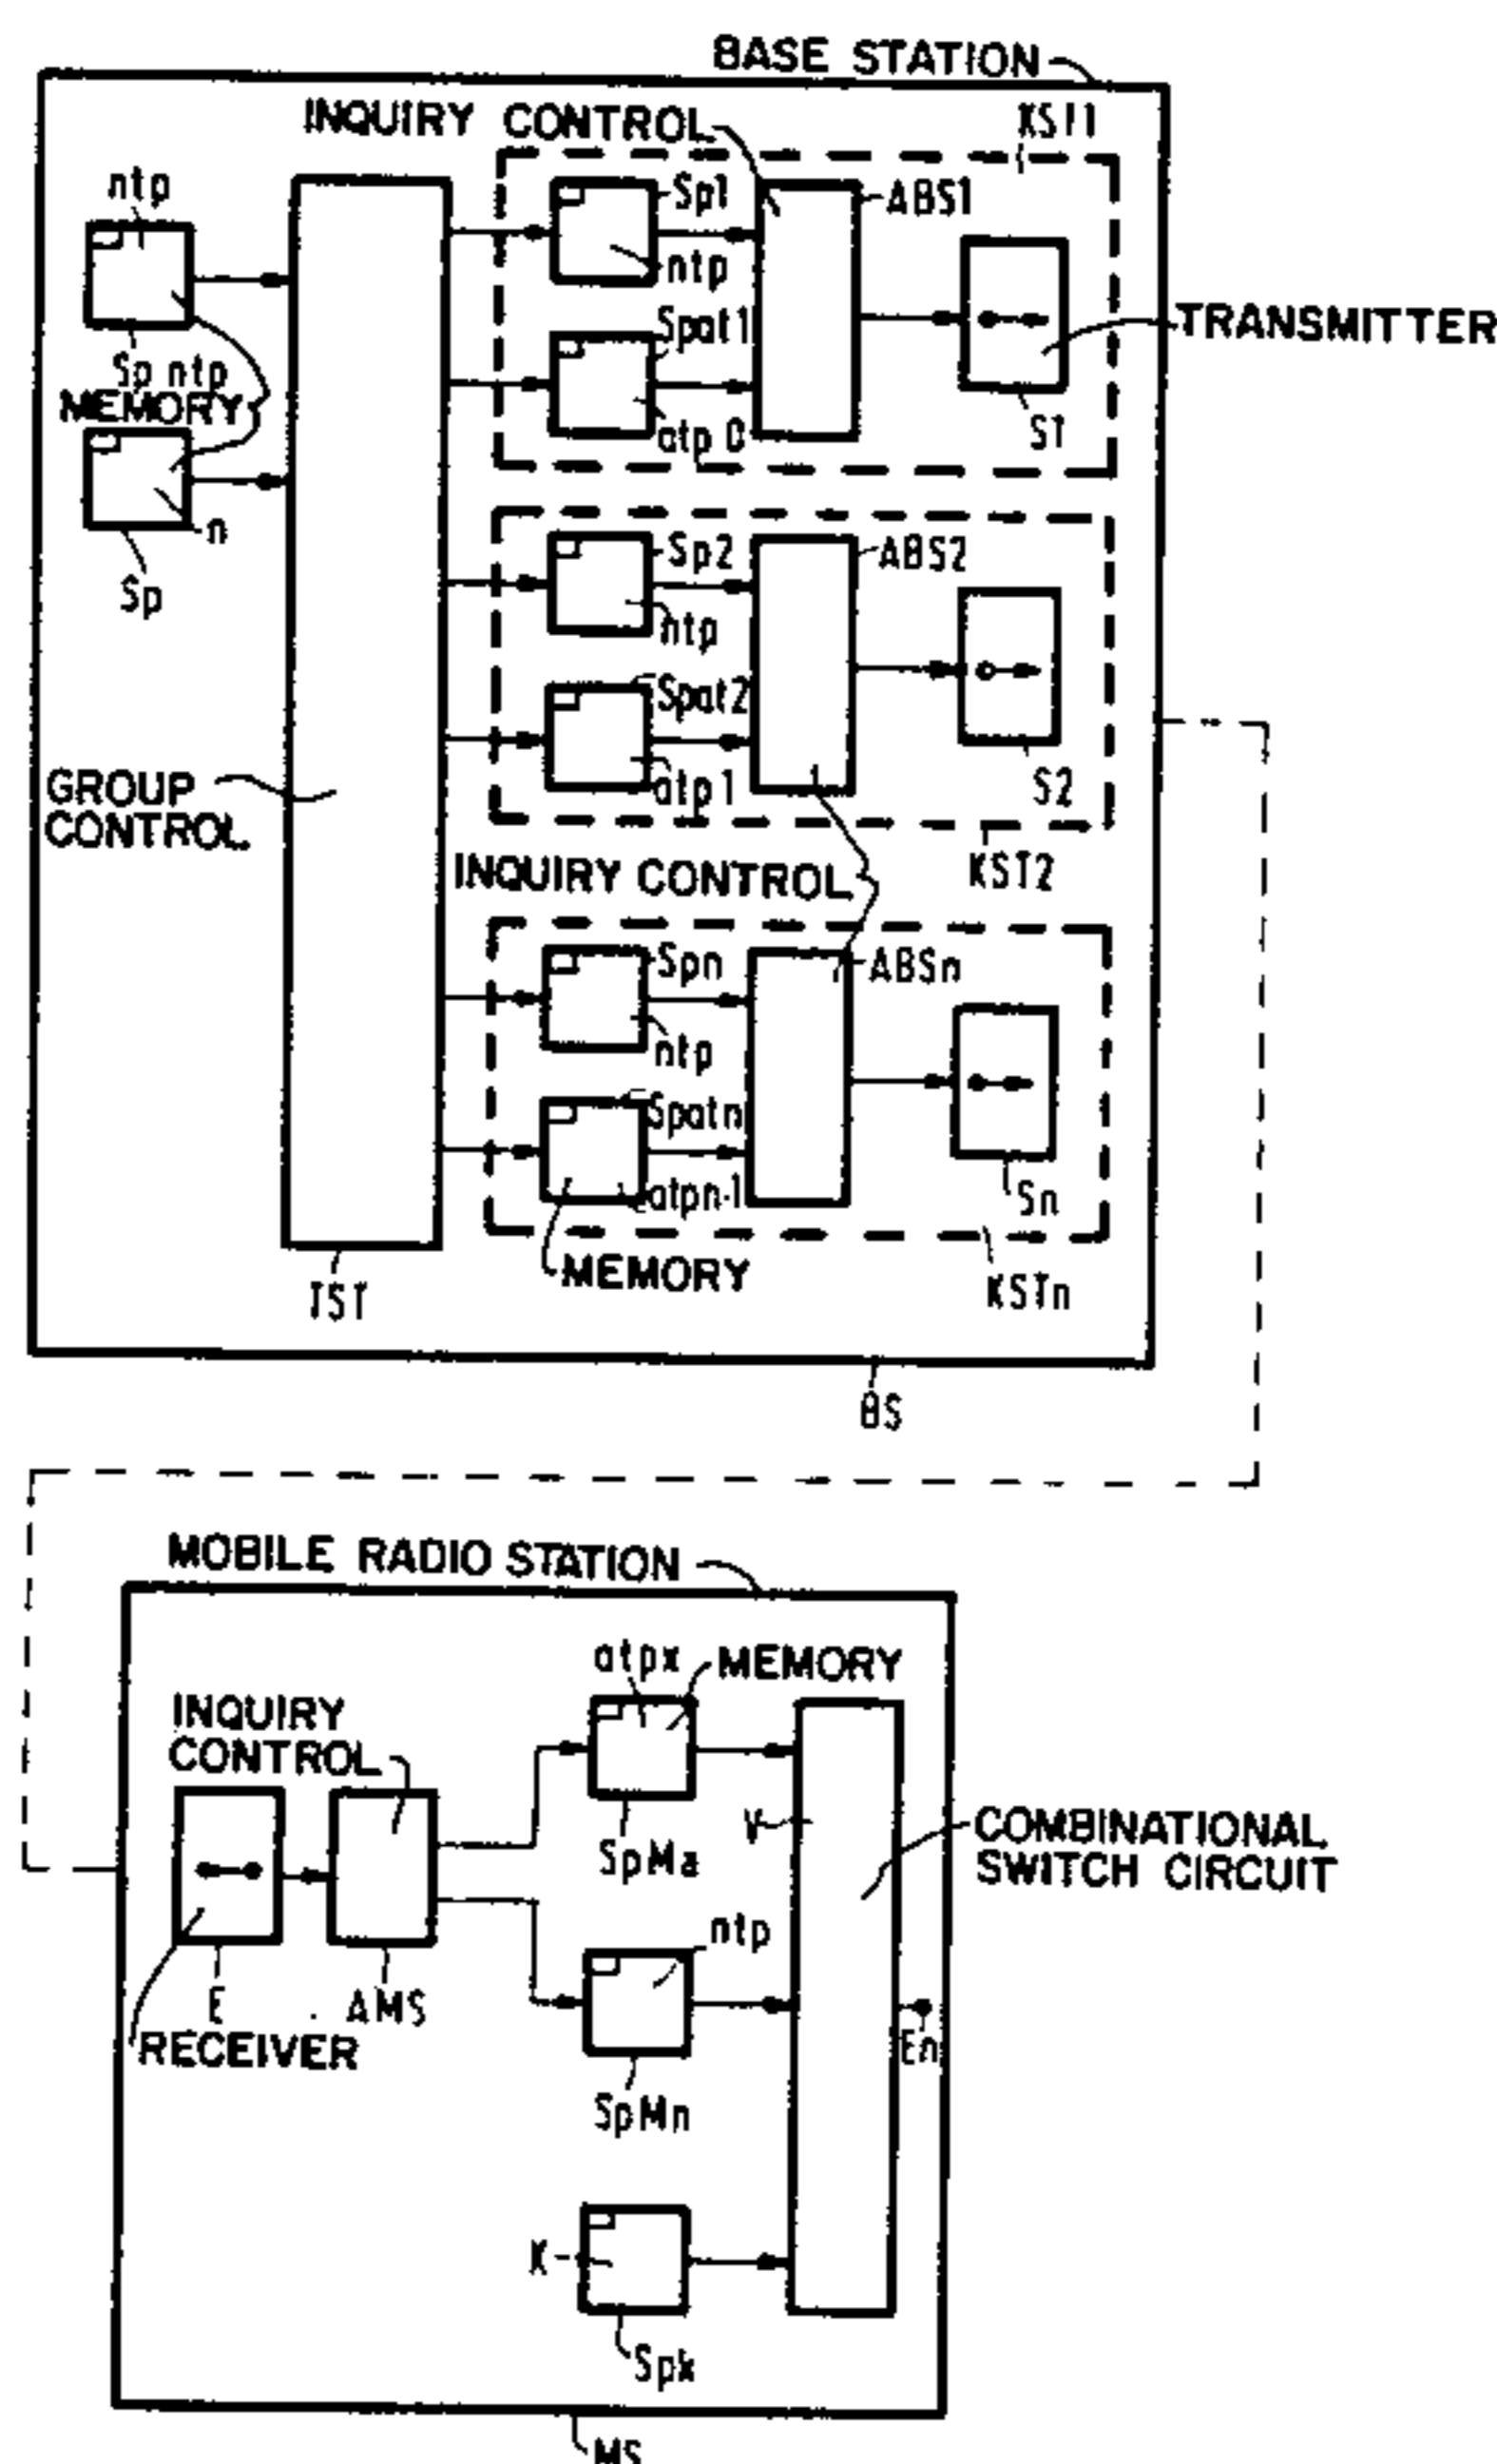 BASE STATION
INQUIRY CONTROL
KST1
ntp
Sp1
ABS1
ntp
TRANSMITTER
Spat1
Sp ntp
MEMORY
atp 0
S1
n
Sp
Sp2
ABS2
ntp
Spat2
atp1
S2
GROUP
CONTROL
INQUIRY CONTROL
KST2
Spn
ABSn
ntp
Spatn
atpn-1
Sn
MEMORY
KSTn
TST
BS
MOBILE RADIO STATION
atpx
MEMORY
INQUIRY
CONTROL
V
COMBINATIONAL
SWITCH CIRCUIT
SpMa
ntp
E
AMS
RECEIVER
En
SpMn
K
Spk
MS